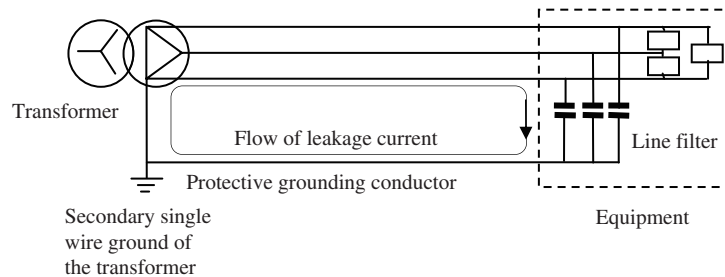 Transformer
Flow of leakage current
Line filter
Protective grounding conductor
Secondary single
wire ground of
the transformer
Equipment